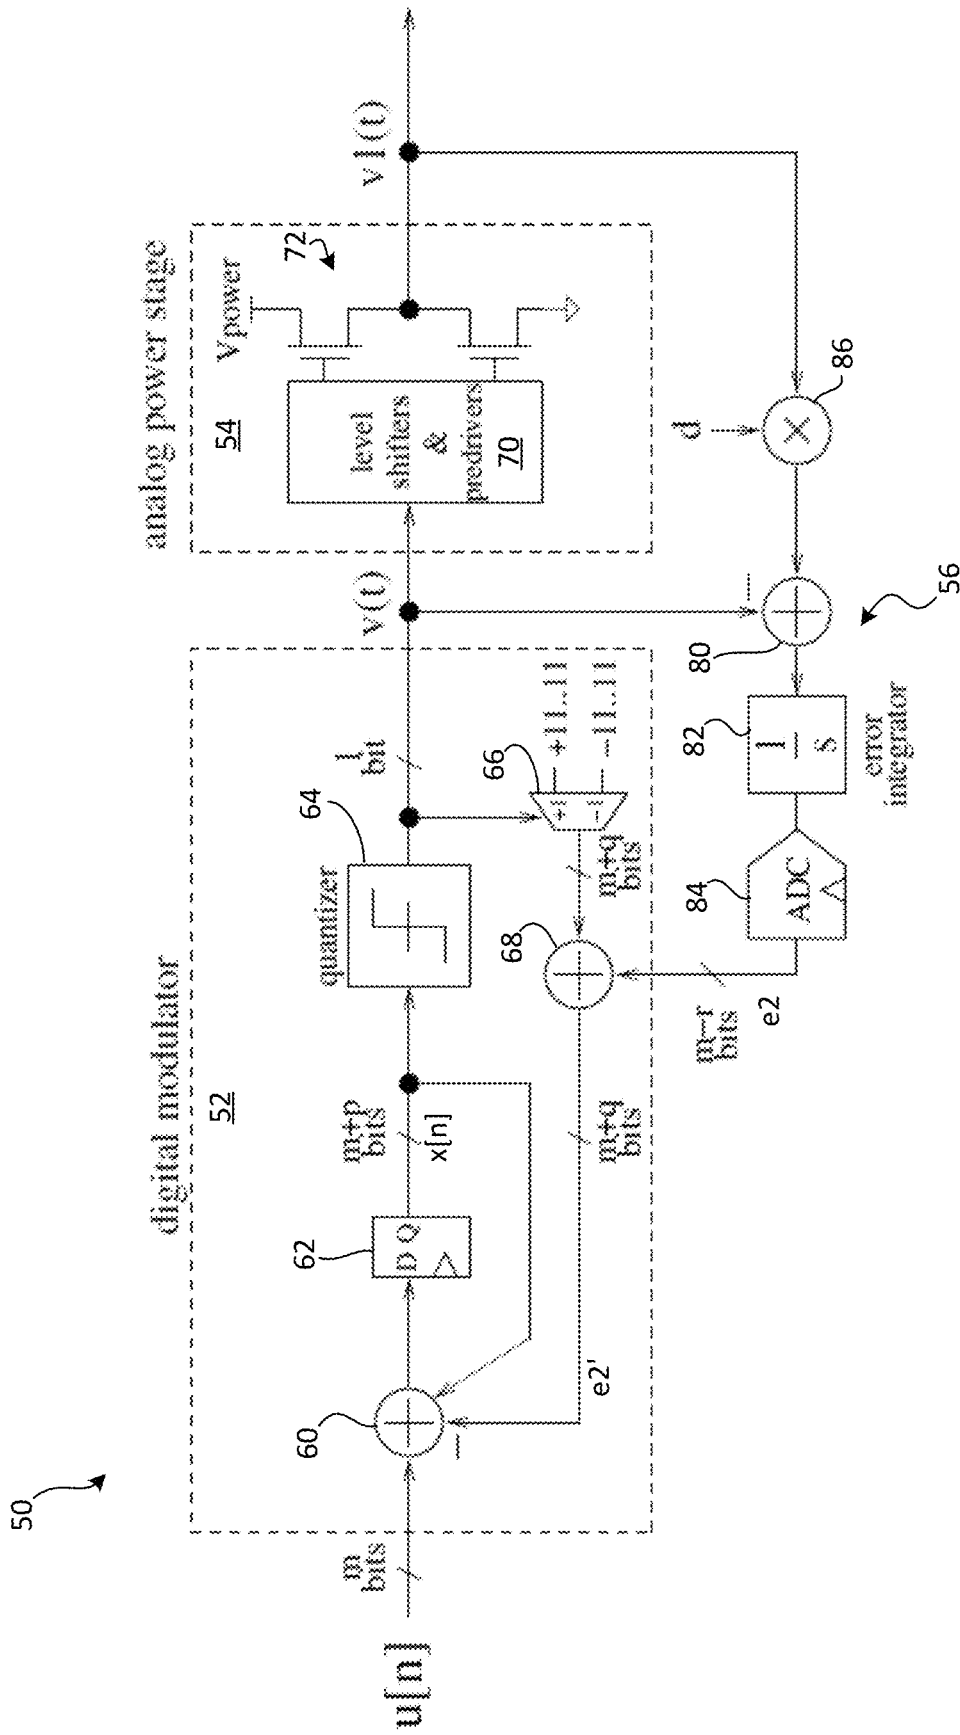 50
u[n]
m
bits
digital modulator
52
60
62
D Q
m+p
bits
x[n]
quantizer
64
1
bit
v(t)
66
+1
−1
+11..11
−11..11
m+q
bits
68
m+q
bits
e2'
−
analog power stage
54
Vpower
72
level
shifters
&
predrivers
70
v1(t)
d
86
×
−
80
56
82
1
s
error
integrator
84
ADC
m−r
bits
e2